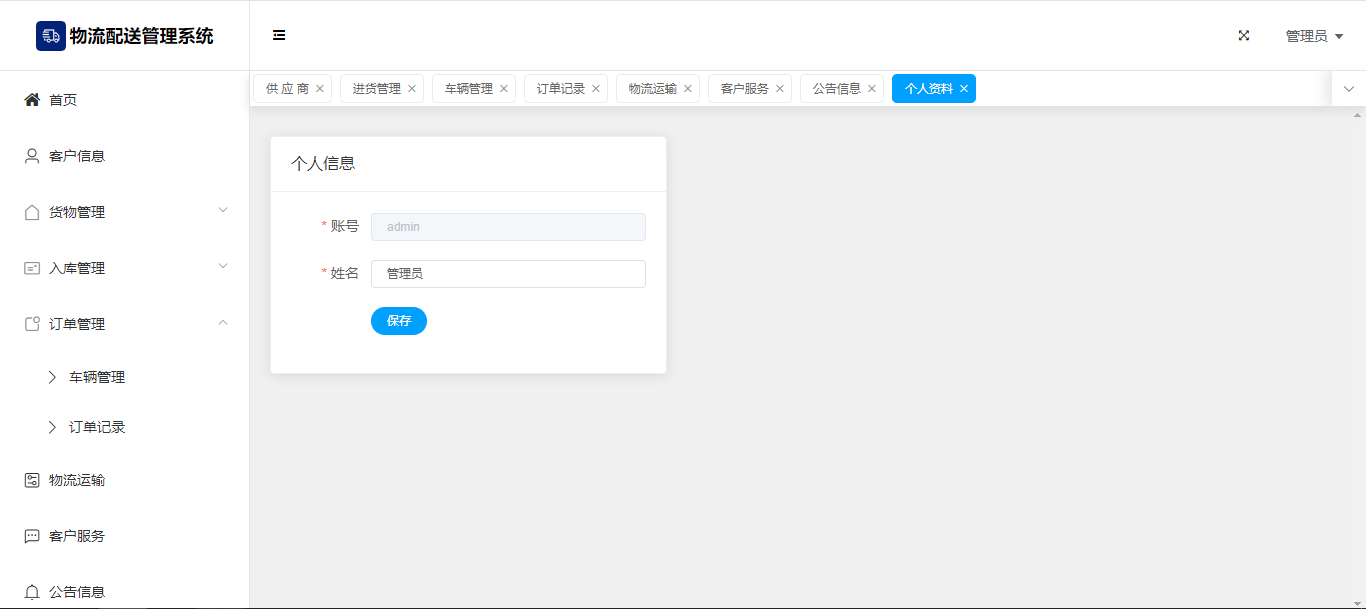 物流配送管理系统
管理员
首页
客户信息
货物管理
入库管理
订单管理
车辆管理
订单记录
物流运输
客户服务
公告信息
供 应 商
进货管理
车辆管理
订单记录
物流运输
客户服务
公告信息
个人资料
个人信息
* 账号
admin
* 姓名
管理员
保存